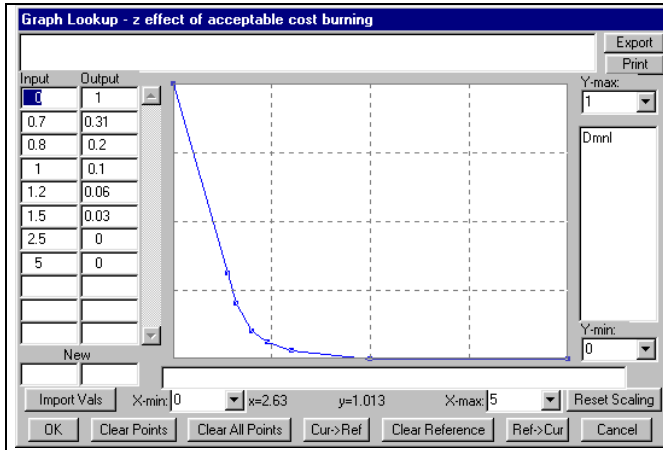 Graph Lookup - z effect of acceptable cost burning
Export
Print
Input Output
Y-max:
0 1
1
0.7 0.31
Dmnl
0.8 0.2
1 0.1
1.2 0.06
1.5 0.03
2.5 0
5 0
Y-min:
0
New
Import Vals X-min: 0 x=2.63 y=1.013 X-max: 5 Reset Scaling
OK Clear Points Clear All Points Cur->Ref Clear Reference Ref->Cur Cancel